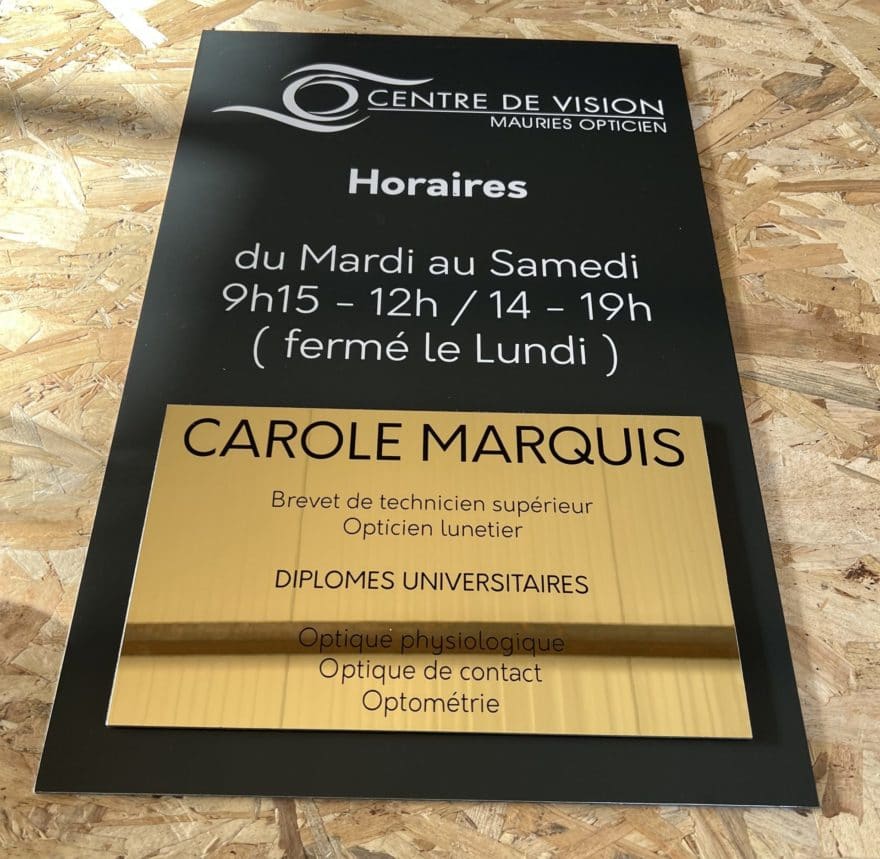 CENTRE DE VISION
MAURIES OPTICIEN
Horaires
du Mardi au Samedi
9h15 - 12h / 14 - 19h
( fermé le Lundi )
CAROLE MARQUIS
Brevet de technicien supérieur
Opticien lunetier
DIPLOMES UNIVERSITAIRES
Optique physiologique
Optique de contact
Optométrie